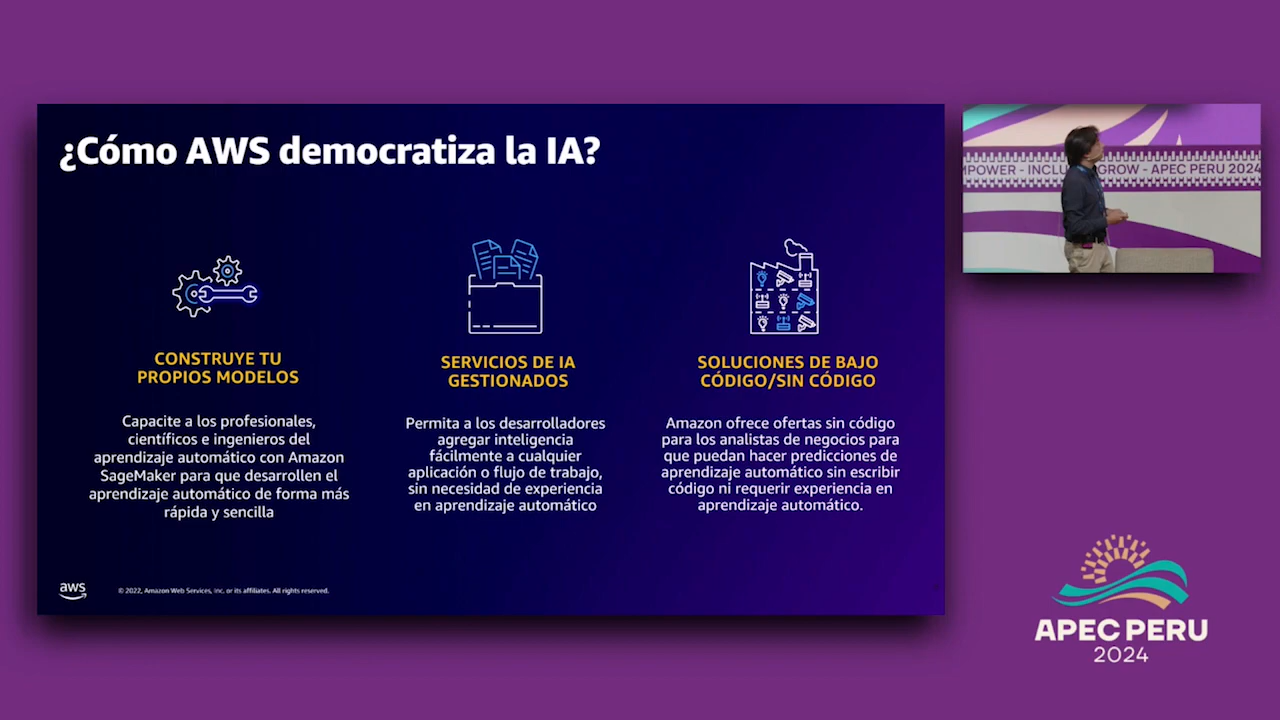 ¿Cómo AWS democratiza la IA?
CONSTRUYE TU
PROPIOS MODELOS
Capacite a los profesionales,
científicos e ingenieros del
aprendizaje automático con Amazon
SageMaker para que desarrollen el
aprendizaje automático de forma más
rápida y sencilla
SERVICIOS DE IA
GESTIONADOS
Permita a los desarrolladores
agregar inteligencia
fácilmente a cualquier
aplicación o flujo de trabajo,
sin necesidad de experiencia
en aprendizaje automático
SOLUCIONES DE BAJO
CÓDIGO/SIN CÓDIGO
Amazon ofrece ofertas sin código
para los analistas de negocios para
que puedan hacer predicciones de
aprendizaje automático sin escribir
código ni requerir experiencia en
aprendizaje automático.
aws
© 2022, Amazon Web Services, Inc. or its affiliates. All rights reserved.
GROW - APEC PERU 2024
APEC PERU
2024